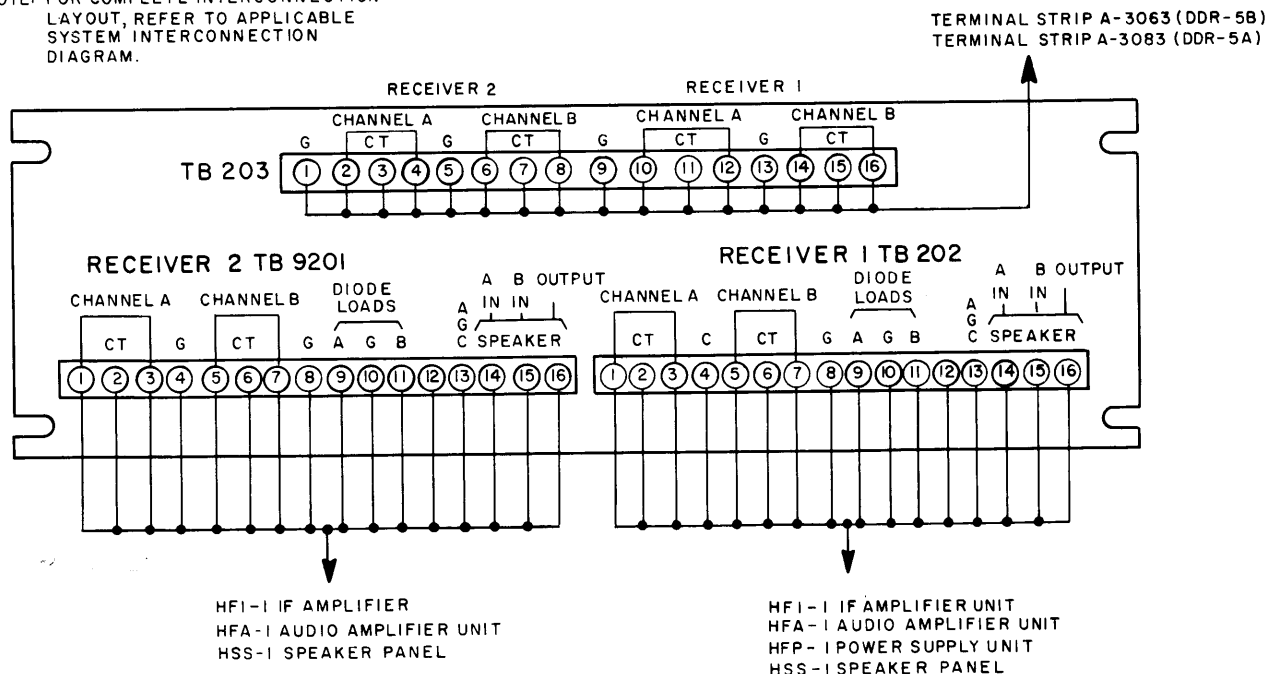 FOR COMPLETE INTERCONNECTION
LAYOUT, REFER TO APPLICABLE
SYSTEM INTERCONNECTION
DIAGRAM.
TERMINAL STRIP A-3063 (DDR-5B)
TERMINAL STRIP A-3083 (DDR-5A)
RECEIVER 2 RECEIVER 1
CHANNEL A CHANNEL B CHANNEL A CHANNEL B
G CT G CT G CT G CT
TB 203 1 2 3 4 5 6 7 8 9 10 11 12 13 14 15 16
RECEIVER 2 TB 9201
CHANNEL A CHANNEL B DIODE LOADS AGC A IN B IN OUTPUT
CT G CT G A G B SPEAKER
1 2 3 4 5 6 7 8 9 10 11 12 13 14 15 16
RECEIVER 1 TB 202
CHANNEL A CHANNEL B DIODE LOADS AGC A IN B IN OUTPUT
CT C CT G A G B SPEAKER
1 2 3 4 5 6 7 8 9 10 11 12 13 14 15 16
HFI-1 IF AMPLIFIER
HFA-1 AUDIO AMPLIFIER UNIT
HSS-1 SPEAKER PANEL
HFI-1 IF AMPLIFIER UNIT
HFA-1 AUDIO AMPLIFIER UNIT
HFP-1 POWER SUPPLY UNIT
HSS-1 SPEAKER PANEL